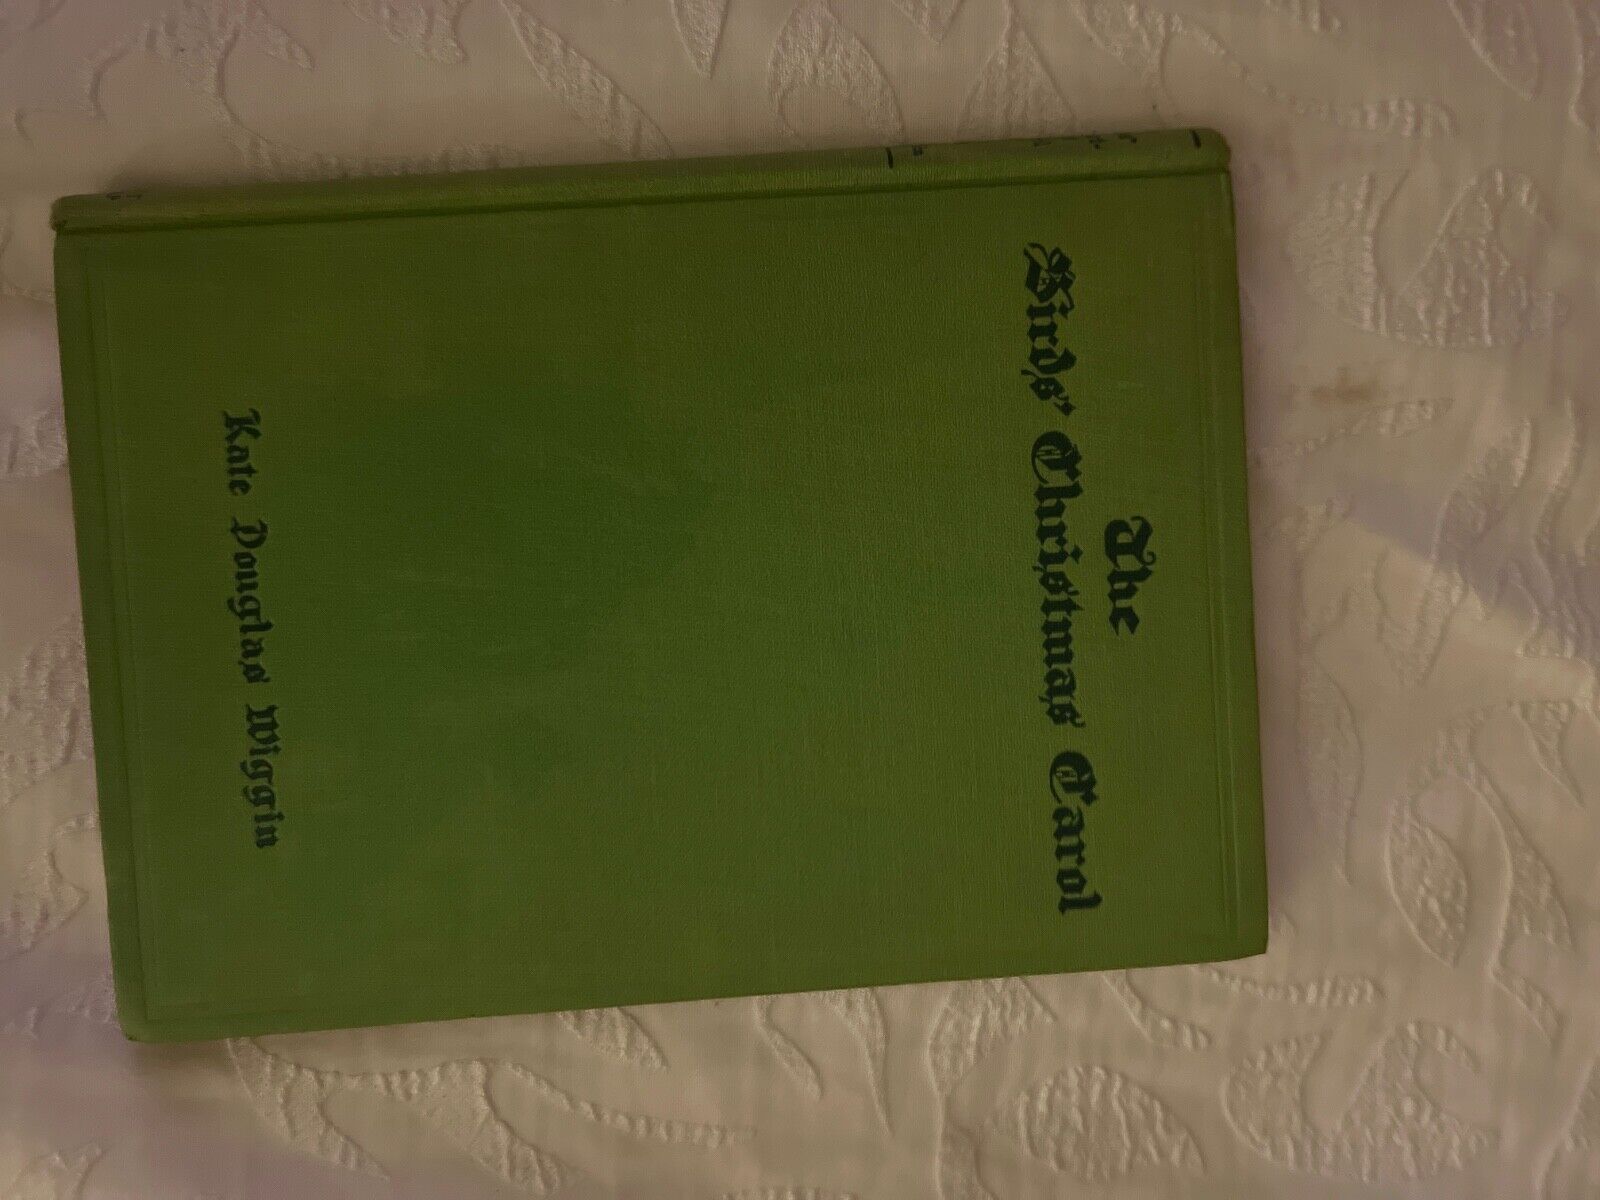 The
Birds' Christmas Carol
Kate Douglas Wiggin